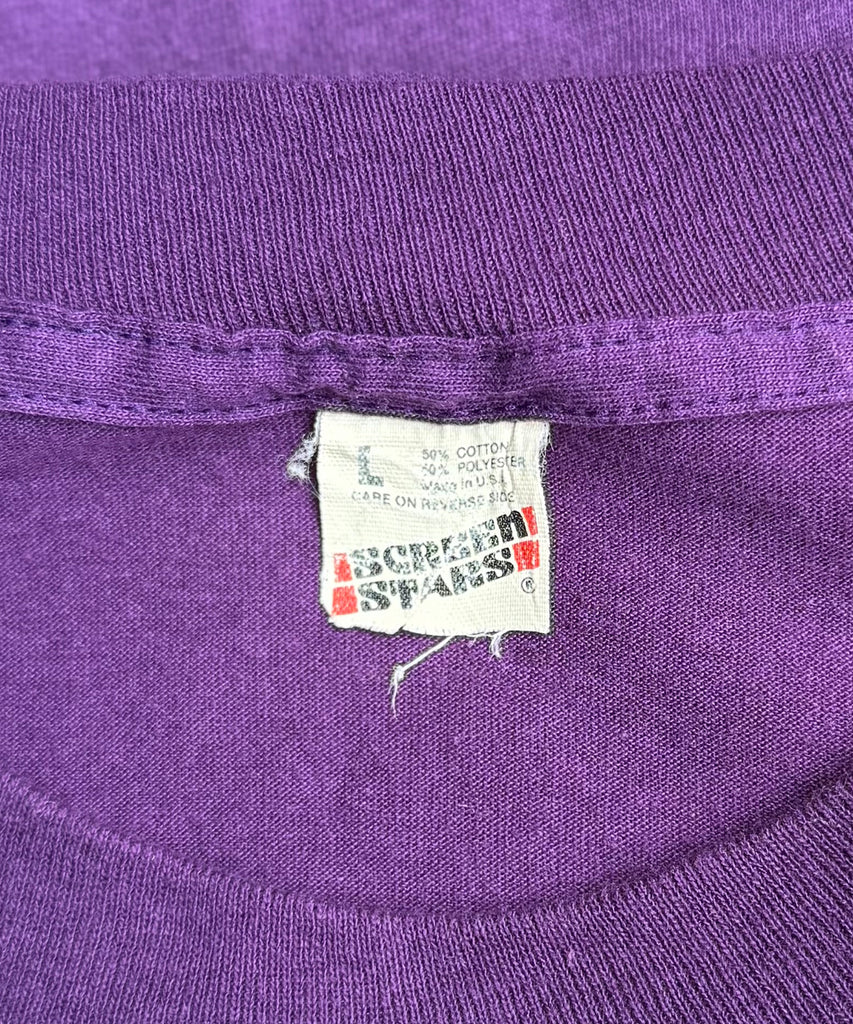 L
50% COTTON
50% POLYESTER
Made in U.S.A.
CARE ON REVERSE SIDE
SCREEN
STARS
®